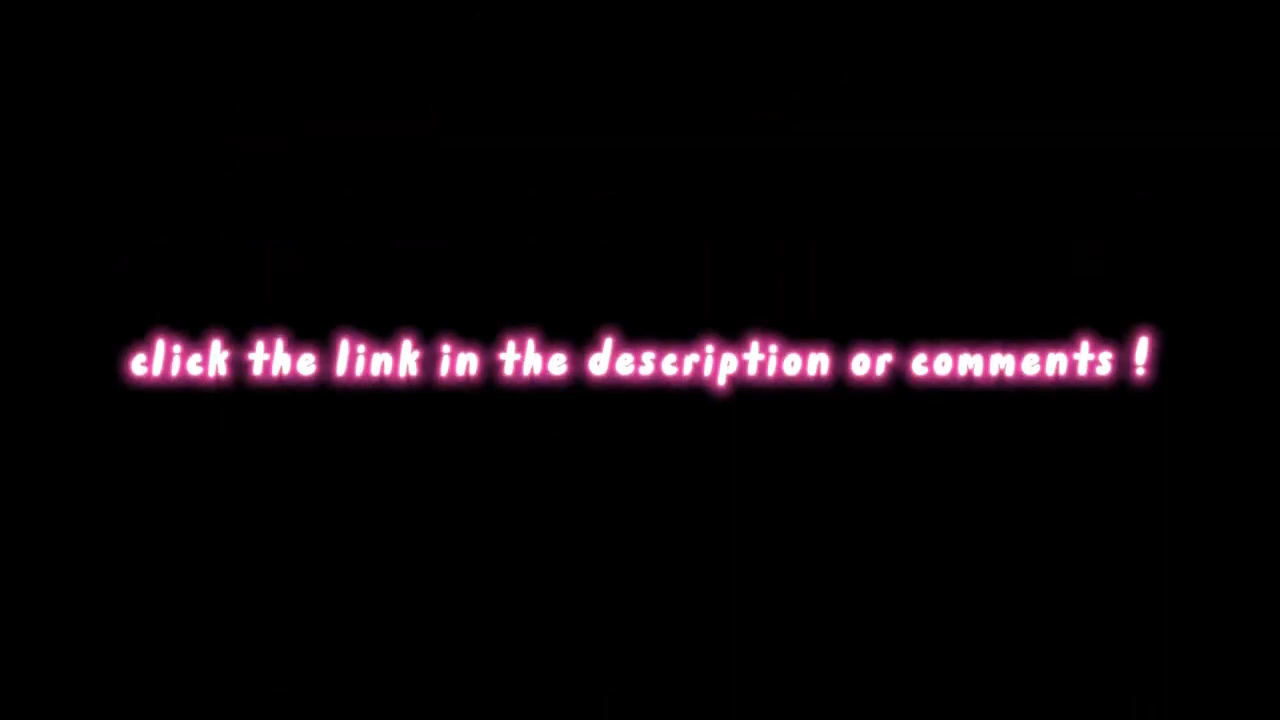 click the link in the description or comments !